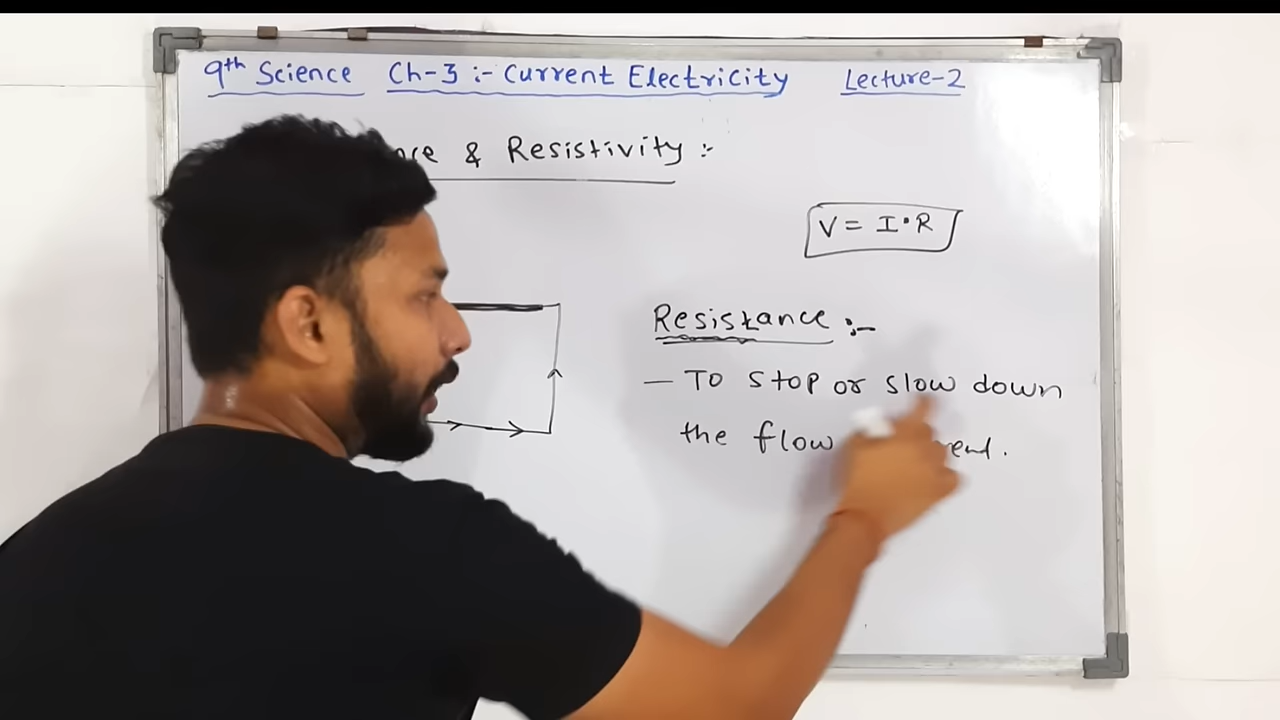 9th Science Ch-3 :- Current Electricity Lecture-2
& Resistivity :-
V = I•R
Resistance :-
— To stop or slow down
the flow